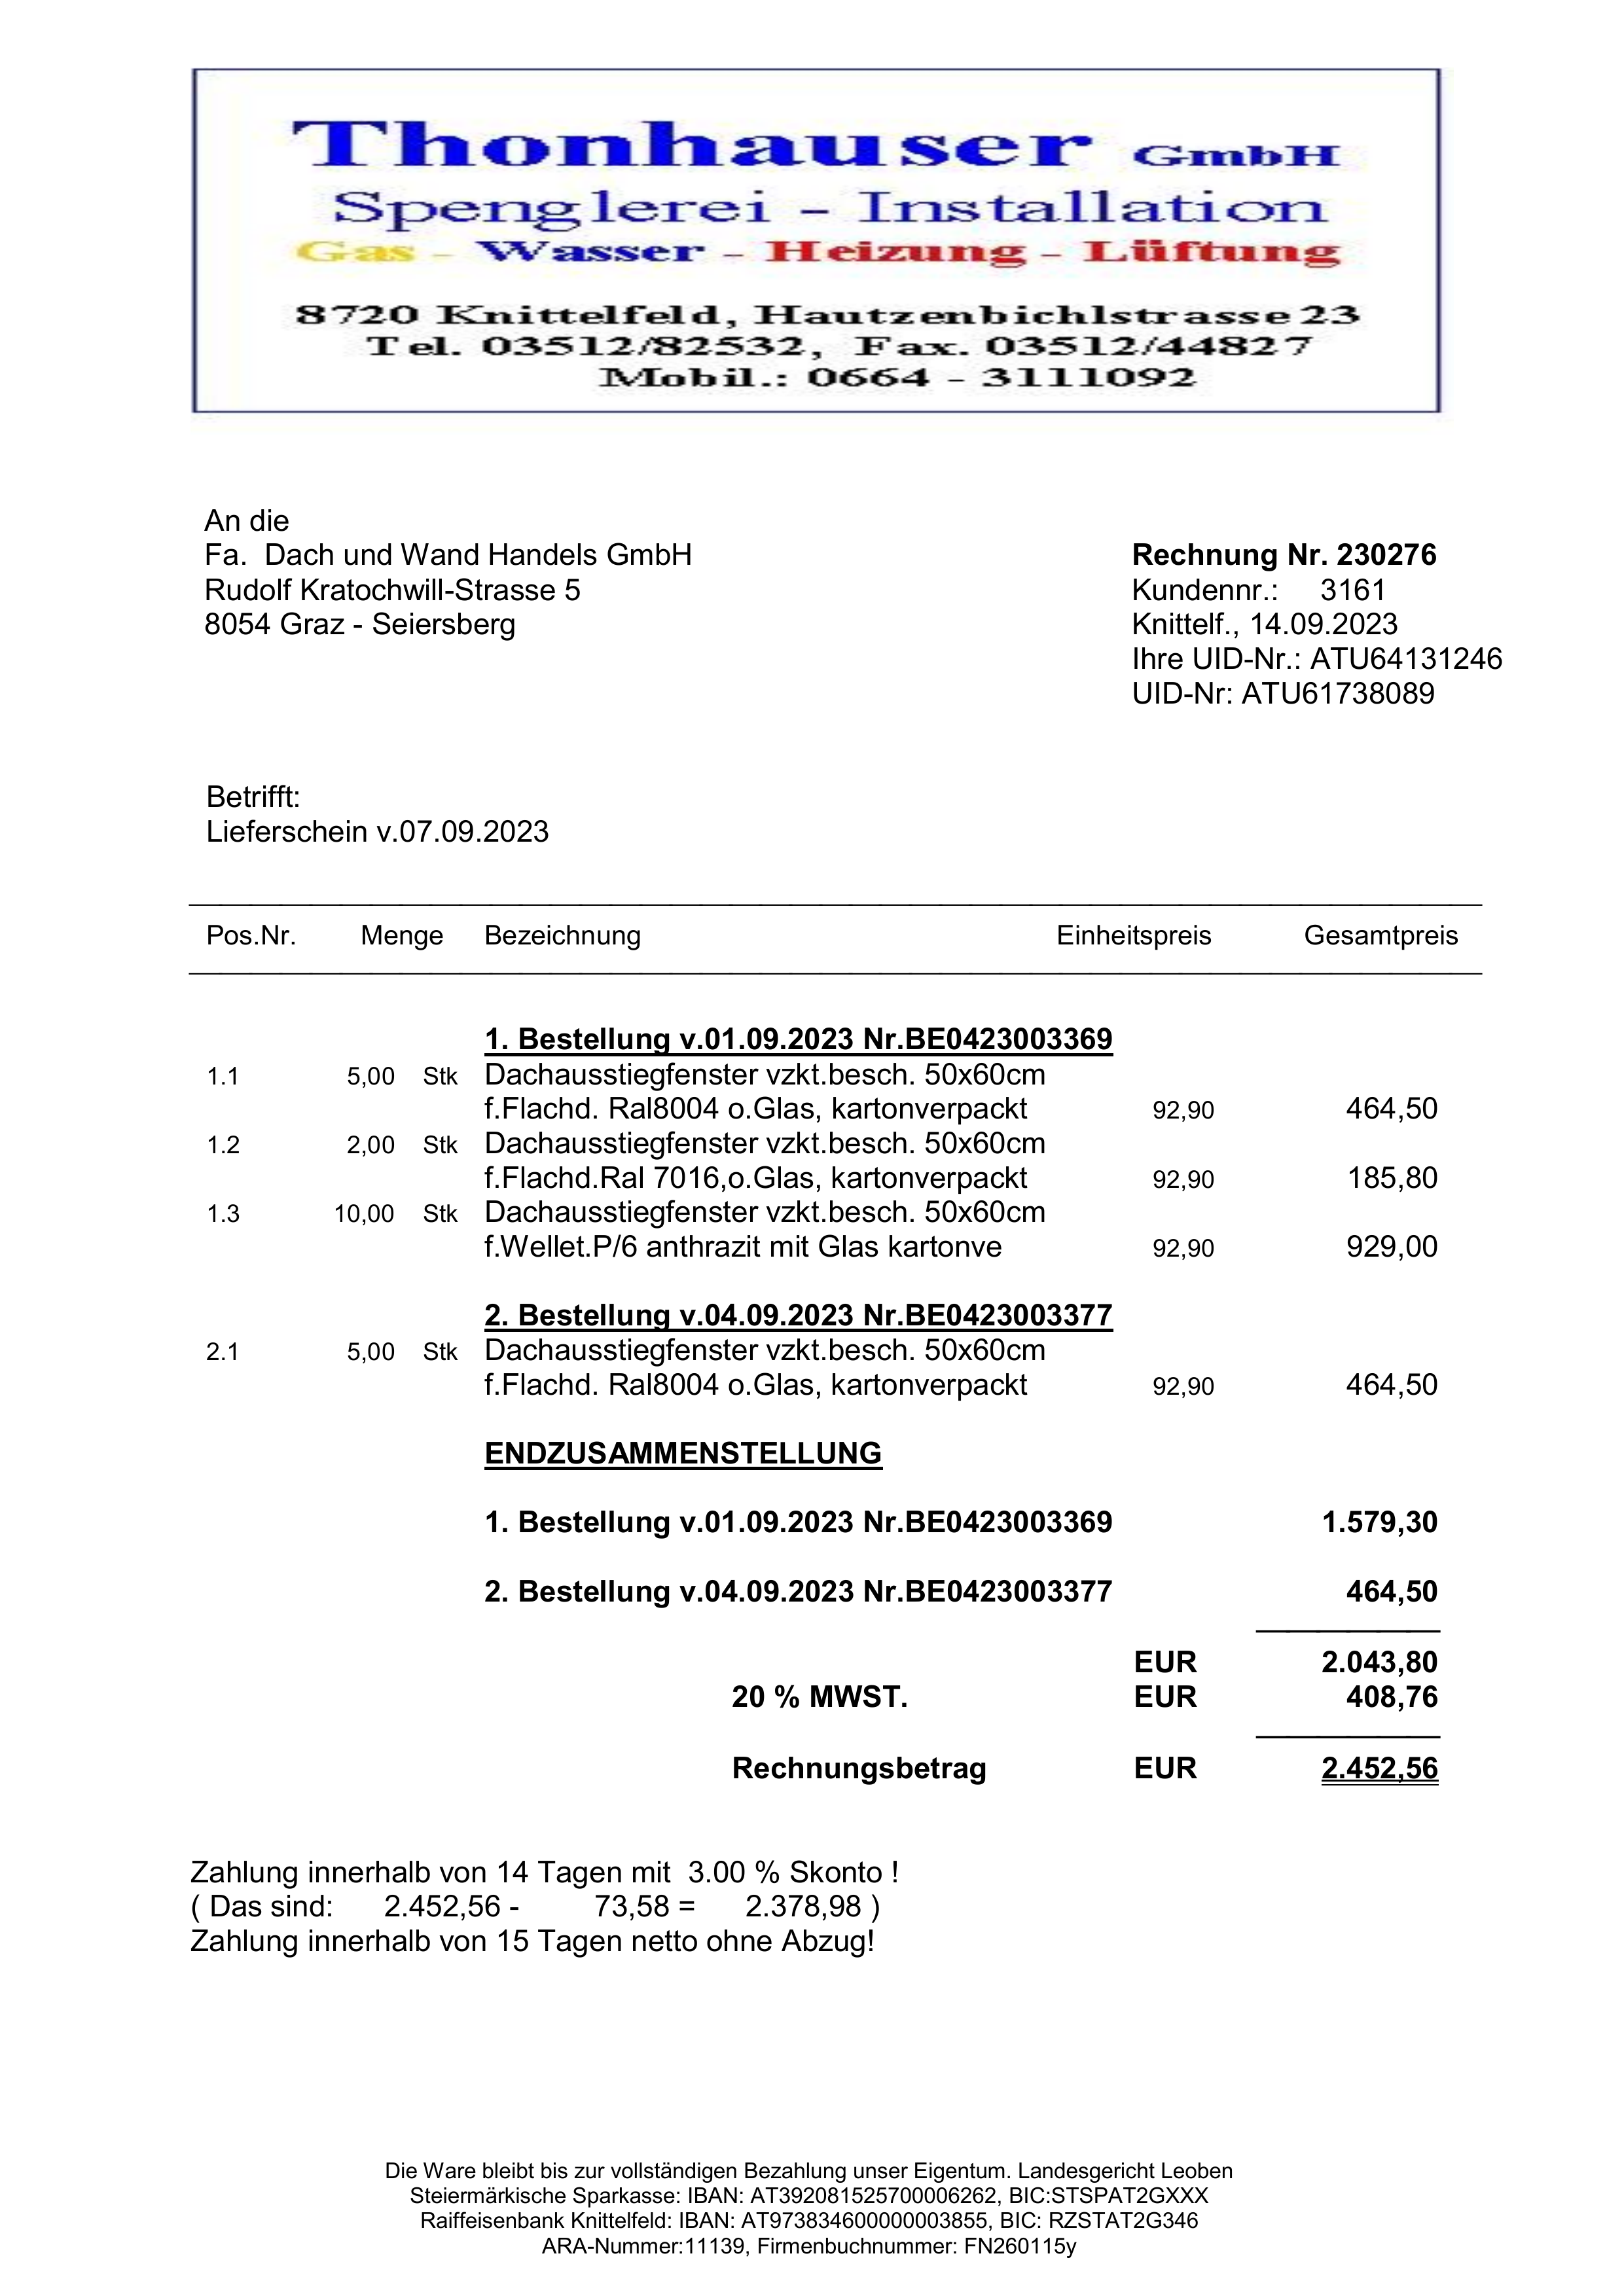 Thonhauser GmbH
Spenglerei - Installation
Gas - Wasser - Heizung - Lüftung
8720 Knittelfeld, Hautzenbichlstrasse 23
Tel. 03512/82532, Fax. 03512/44827
Mobil.: 0664 - 3111092
An die
Fa. Dach und Wand Handels GmbH
Rudolf Kratochwill-Strasse 5
8054 Graz - Seiersberg
Rechnung Nr. 230276
Kundennr.: 3161
Knittelf., 14.09.2023
Ihre UID-Nr.: ATU64131246
UID-Nr: ATU61738089
Betrifft:
Lieferschein v.07.09.2023
Pos.Nr. Menge Bezeichnung Einheitspreis Gesamtpreis
1. Bestellung v.01.09.2023 Nr.BE0423003369
1.1 5,00 Stk Dachausstiegfenster vzkt.besch. 50x60cm
f.Flachd. Ral8004 o.Glas, kartonverpackt 92,90 464,50
1.2 2,00 Stk Dachausstiegfenster vzkt.besch. 50x60cm
f.Flachd.Ral 7016,o.Glas, kartonverpackt 92,90 185,80
1.3 10,00 Stk Dachausstiegfenster vzkt.besch. 50x60cm
f.Wellet.P/6 anthrazit mit Glas kartonve 92,90 929,00
2. Bestellung v.04.09.2023 Nr.BE0423003377
2.1 5,00 Stk Dachausstiegfenster vzkt.besch. 50x60cm
f.Flachd. Ral8004 o.Glas, kartonverpackt 92,90 464,50
ENDZUSAMMENSTELLUNG
1. Bestellung v.01.09.2023 Nr.BE0423003369 1.579,30
2. Bestellung v.04.09.2023 Nr.BE0423003377 464,50
EUR 2.043,80
20 % MWST. EUR 408,76
Rechnungsbetrag EUR 2.452,56
Zahlung innerhalb von 14 Tagen mit 3.00 % Skonto !
( Das sind: 2.452,56 - 73,58 = 2.378,98 )
Zahlung innerhalb von 15 Tagen netto ohne Abzug!
Die Ware bleibt bis zur vollständigen Bezahlung unser Eigentum. Landesgericht Leoben
Steiermärkische Sparkasse: IBAN: AT392081525700006262, BIC:STSPAT2GXXX
Raiffeisenbank Knittelfeld: IBAN: AT973834600000003855, BIC: RZSTAT2G346
ARA-Nummer:11139, Firmenbuchnummer: FN260115y